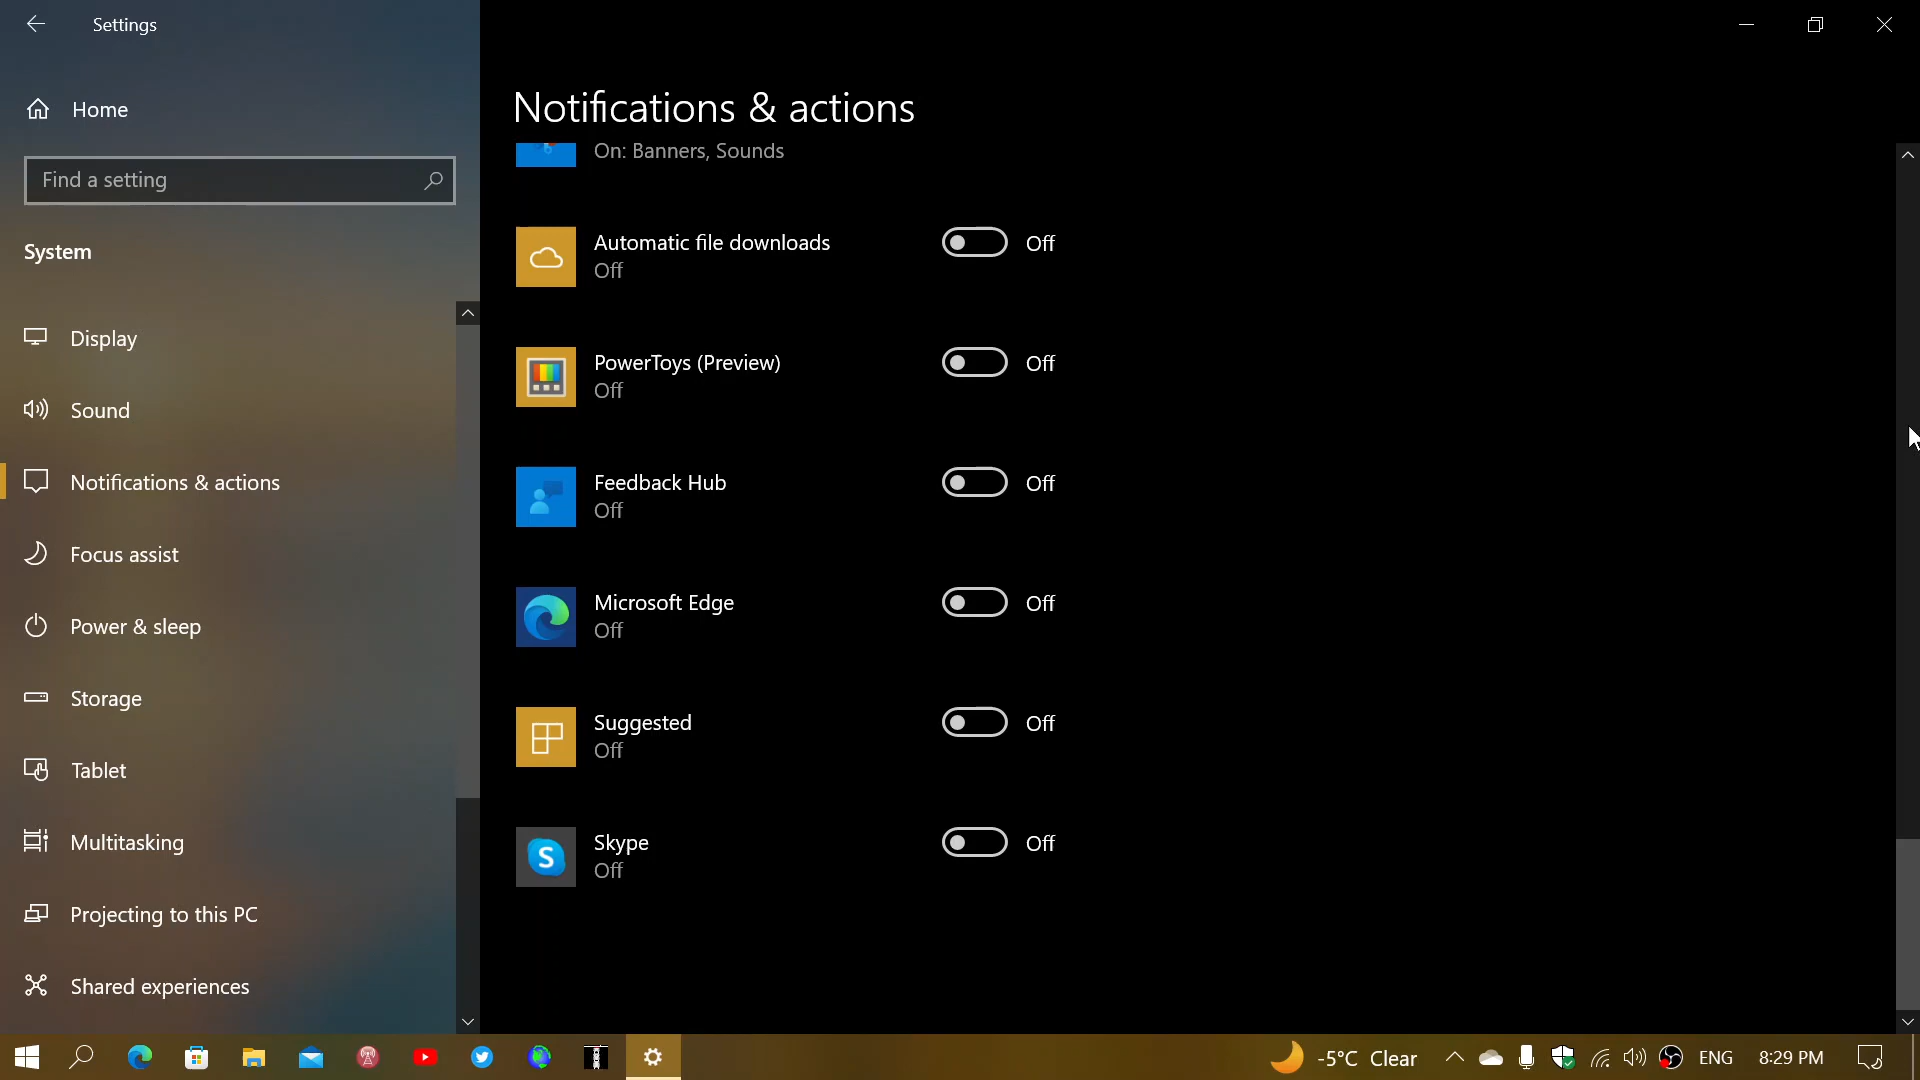 Settings
Home
Find a setting
System
Display
Sound
Notifications & actions
Focus assist
Power & sleep
Storage
Tablet
Multitasking
Projecting to this PC
Shared experiences
Notifications & actions
On: Banners, Sounds
Automatic file downloads
Off
Off
PowerToys (Preview)
Off
Off
Feedback Hub
Off
Off
Microsoft Edge
Off
Off
Suggested
Off
Off
Skype
Off
Off
-5°C Clear
ENG
8:29 PM